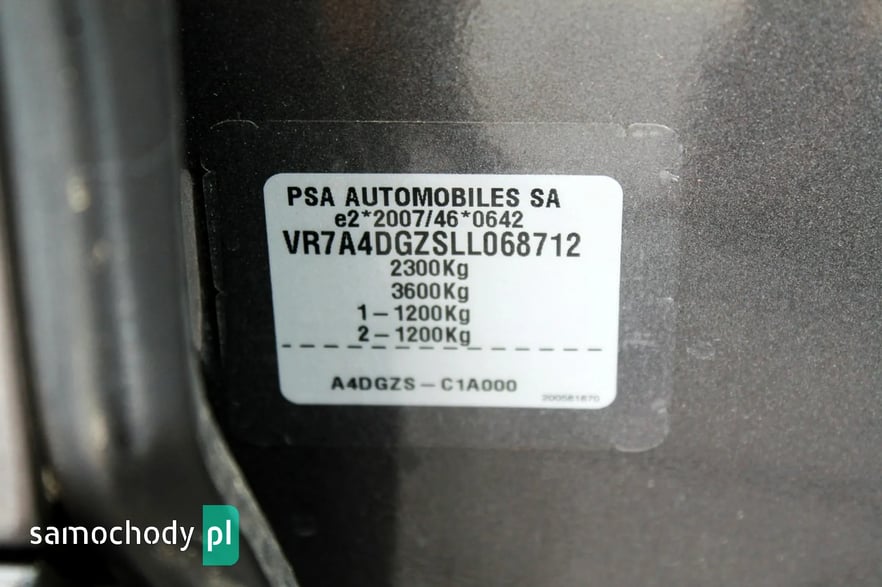 PSA AUTOMOBILES SA
e2*2007/46*0642
VR7A4DGZSLL068712
2300Kg
3600Kg
1-1200Kg
2-1200Kg
A4DGZS-C1A000
200581870
samochody pl